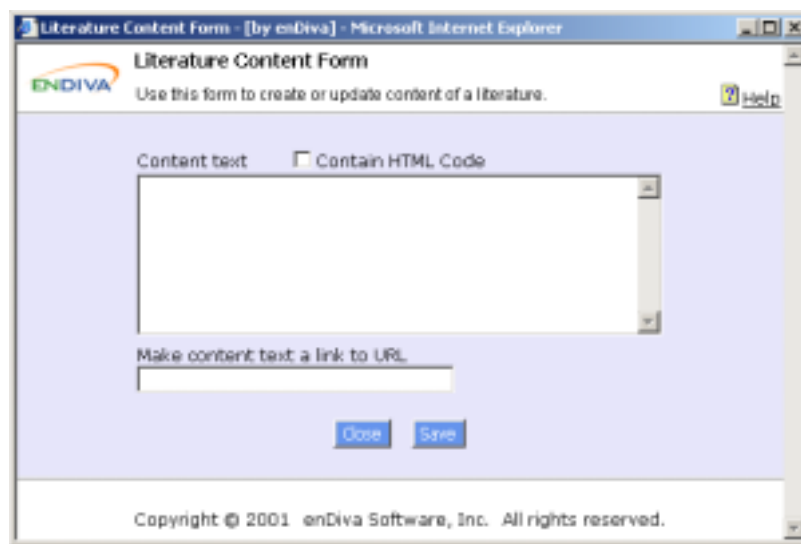 Literature Content Form - [by enDiva] - Microsoft Internet Explorer
ENDIVA
Literature Content Form
Use this form to create or update content of a literature.
Help
Content text
Contain HTML Code
Make content text a link to URL
Close Save
Copyright © 2001 enDiva Software, Inc. All rights reserved.